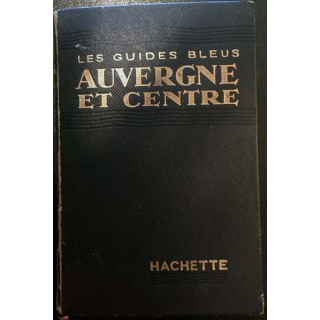 LES GUIDES BLEUS
AUVERGNE
ET CENTRE
HACHETTE